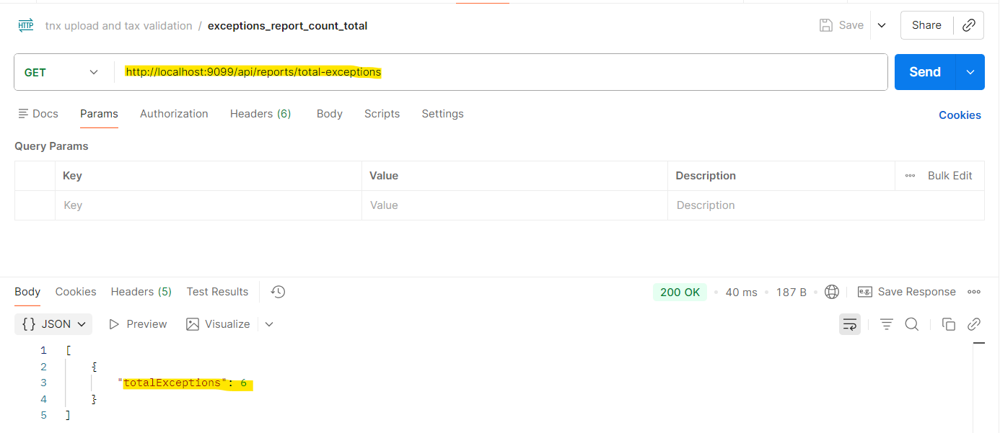 HTTP tnx upload and tax validation / exceptions_report_count_total Save Share
GET http://localhost:9099/api/reports/total-exceptions Send
Docs Params Authorization Headers (6) Body Scripts Settings Cookies
Query Params
Key Value Description Bulk Edit
Key Value Description
Body Cookies Headers (5) Test Results 200 OK 40 ms 187 B e.g. Save Response
{} JSON Preview Visualize
1 [
2 {
3 "totalExceptions": 6
4 }
5 ]